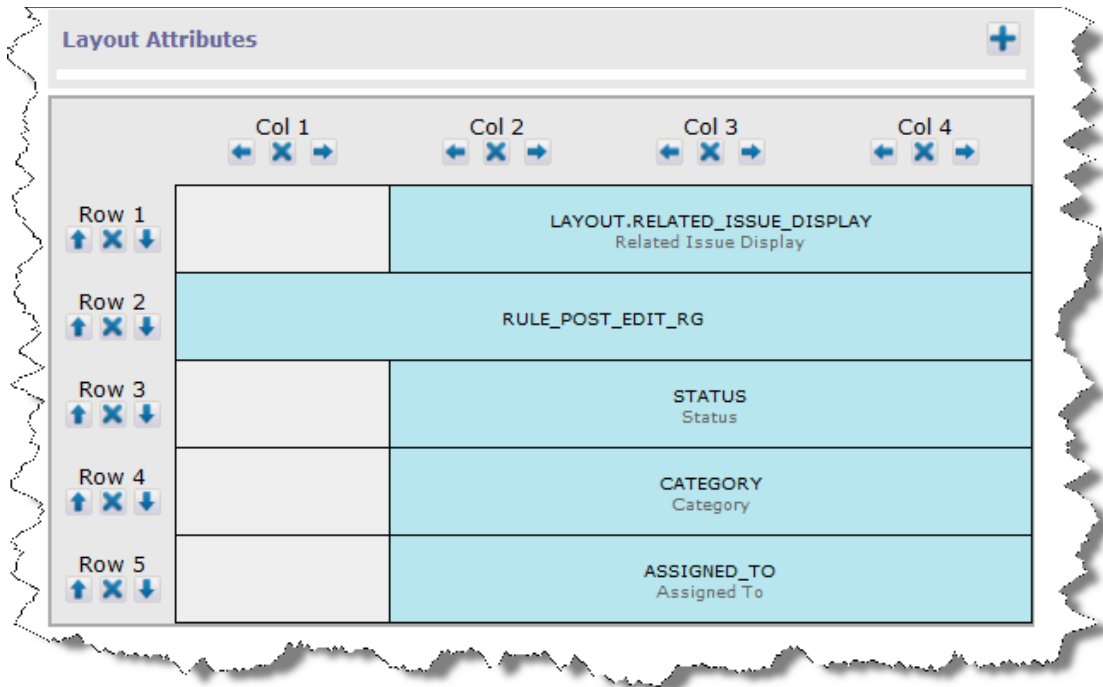 Layout Attributes
Col 1 Col 2 Col 3 Col 4
Row 1
LAYOUT.RELATED_ISSUE_DISPLAY
Related Issue Display
Row 2
RULE_POST_EDIT_RG
Row 3
STATUS
Status
Row 4
CATEGORY
Category
Row 5
ASSIGNED_TO
Assigned To